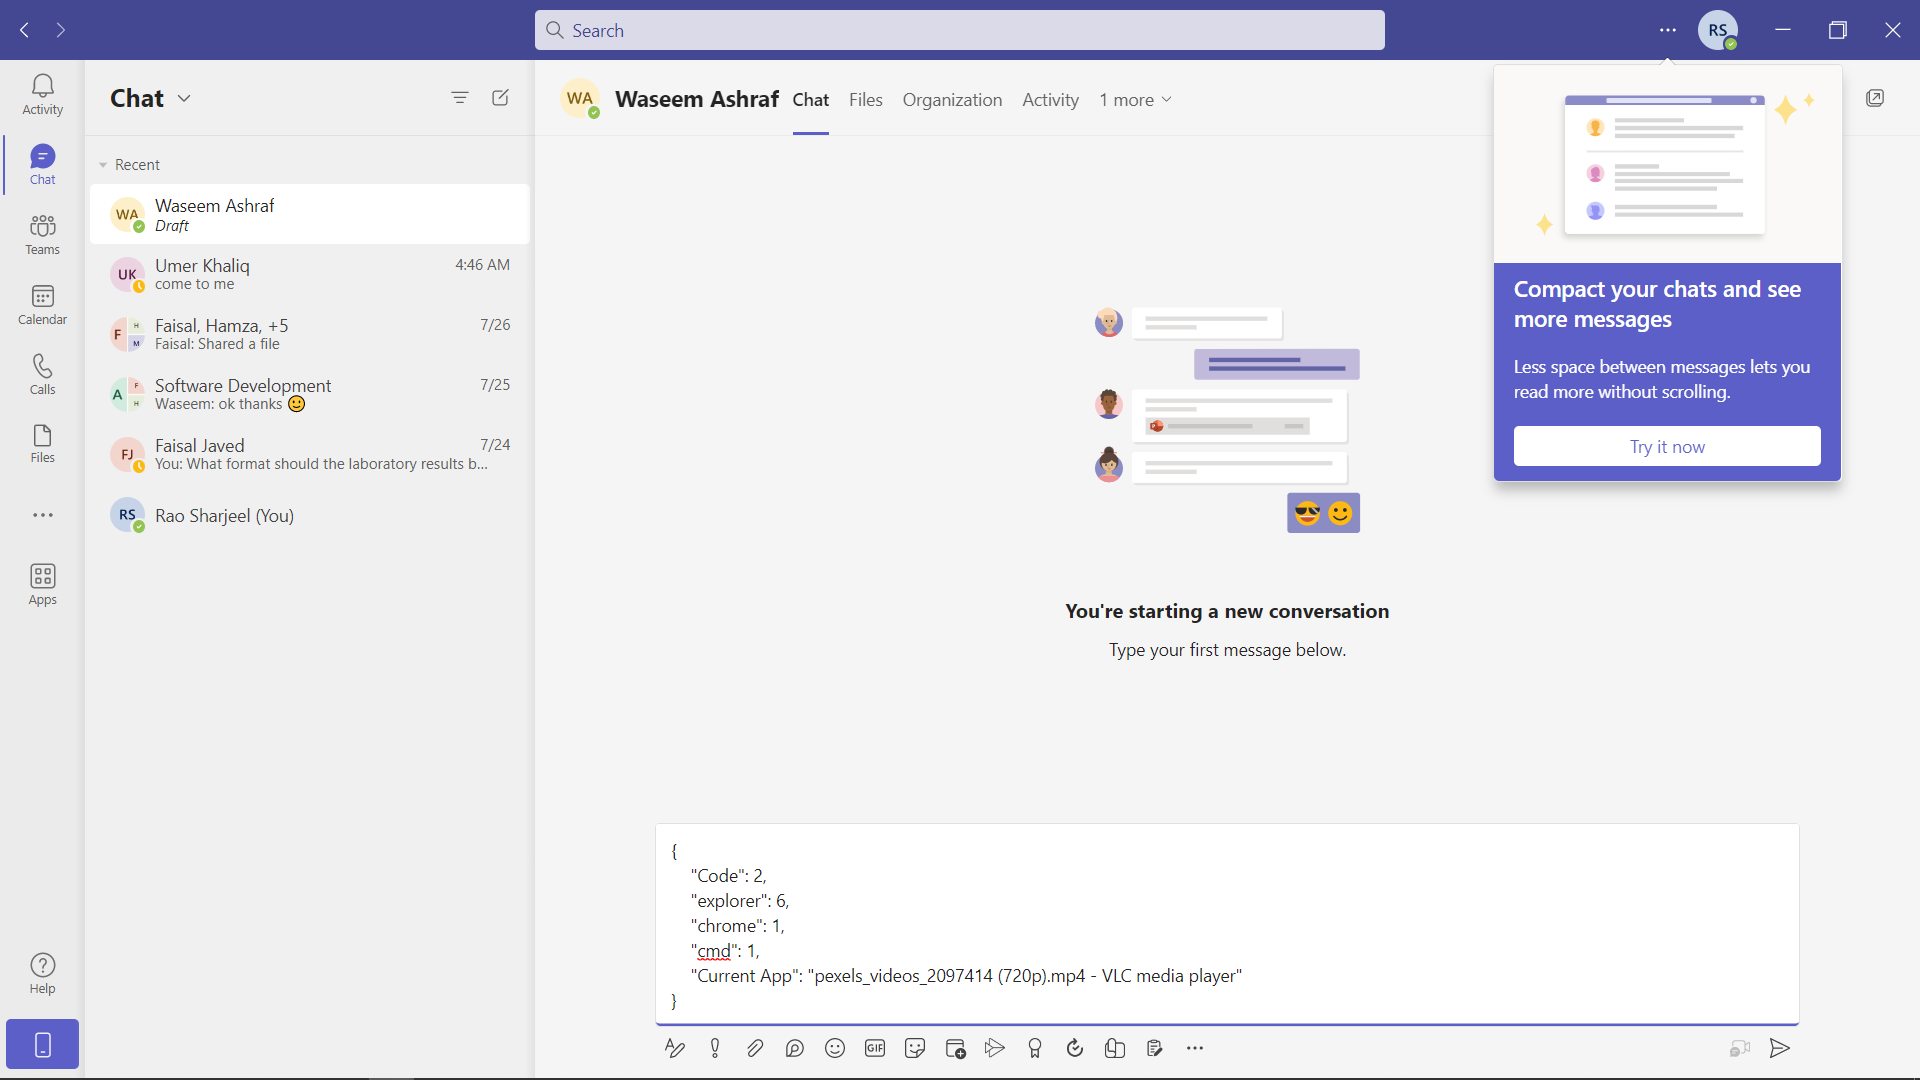 Search
RS
Activity
Chat
Teams
Calendar
Calls
Files
Apps
Help
Chat
Recent
WA
Waseem Ashraf
Draft
UK
Umer Khaliq
4:46 AM
come to me
F
H
M
Faisal, Hamza, +5
7/26
Faisal: Shared a file
A
F
H
Software Development
7/25
Waseem: ok thanks
FJ
Faisal Javed
7/24
You: What format should the laboratory results b...
RS
Rao Sharjeel (You)
WA
Waseem Ashraf
Chat
Files
Organization
Activity
1 more
Compact your chats and see
more messages
Less space between messages lets you
read more without scrolling.
Try it now
You're starting a new conversation
Type your first message below.
{
"Code": 2,
"explorer": 6,
"chrome": 1,
"cmd": 1,
"Current App": "pexels_videos_2097414 (720p).mp4 - VLC media player"
}
GIF